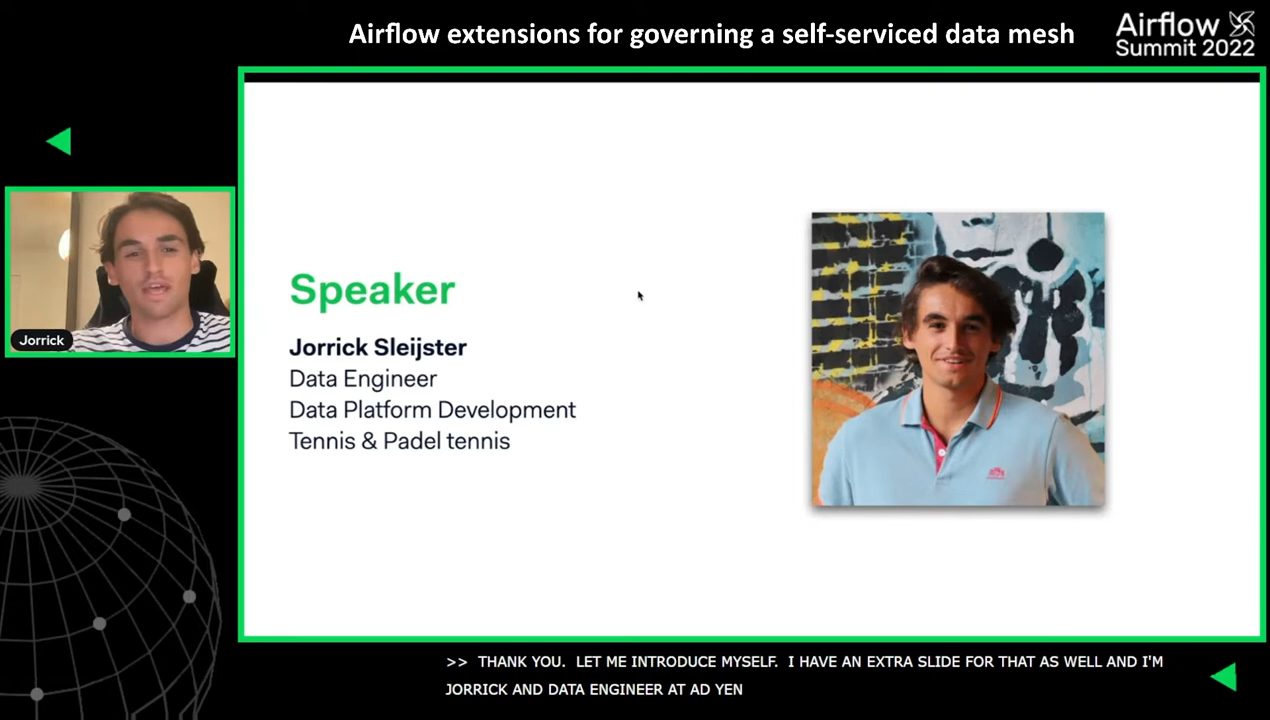 Airflow extensions for governing a self-serviced data mesh
Airflow
Summit 2022
Jorrick
Speaker
Jorrick Sleijster
Data Engineer
Data Platform Development
Tennis & Padel tennis
>> THANK YOU. LET ME INTRODUCE MYSELF. I HAVE AN EXTRA SLIDE FOR THAT AS WELL AND I'M
JORRICK AND DATA ENGINEER AT AD YEN